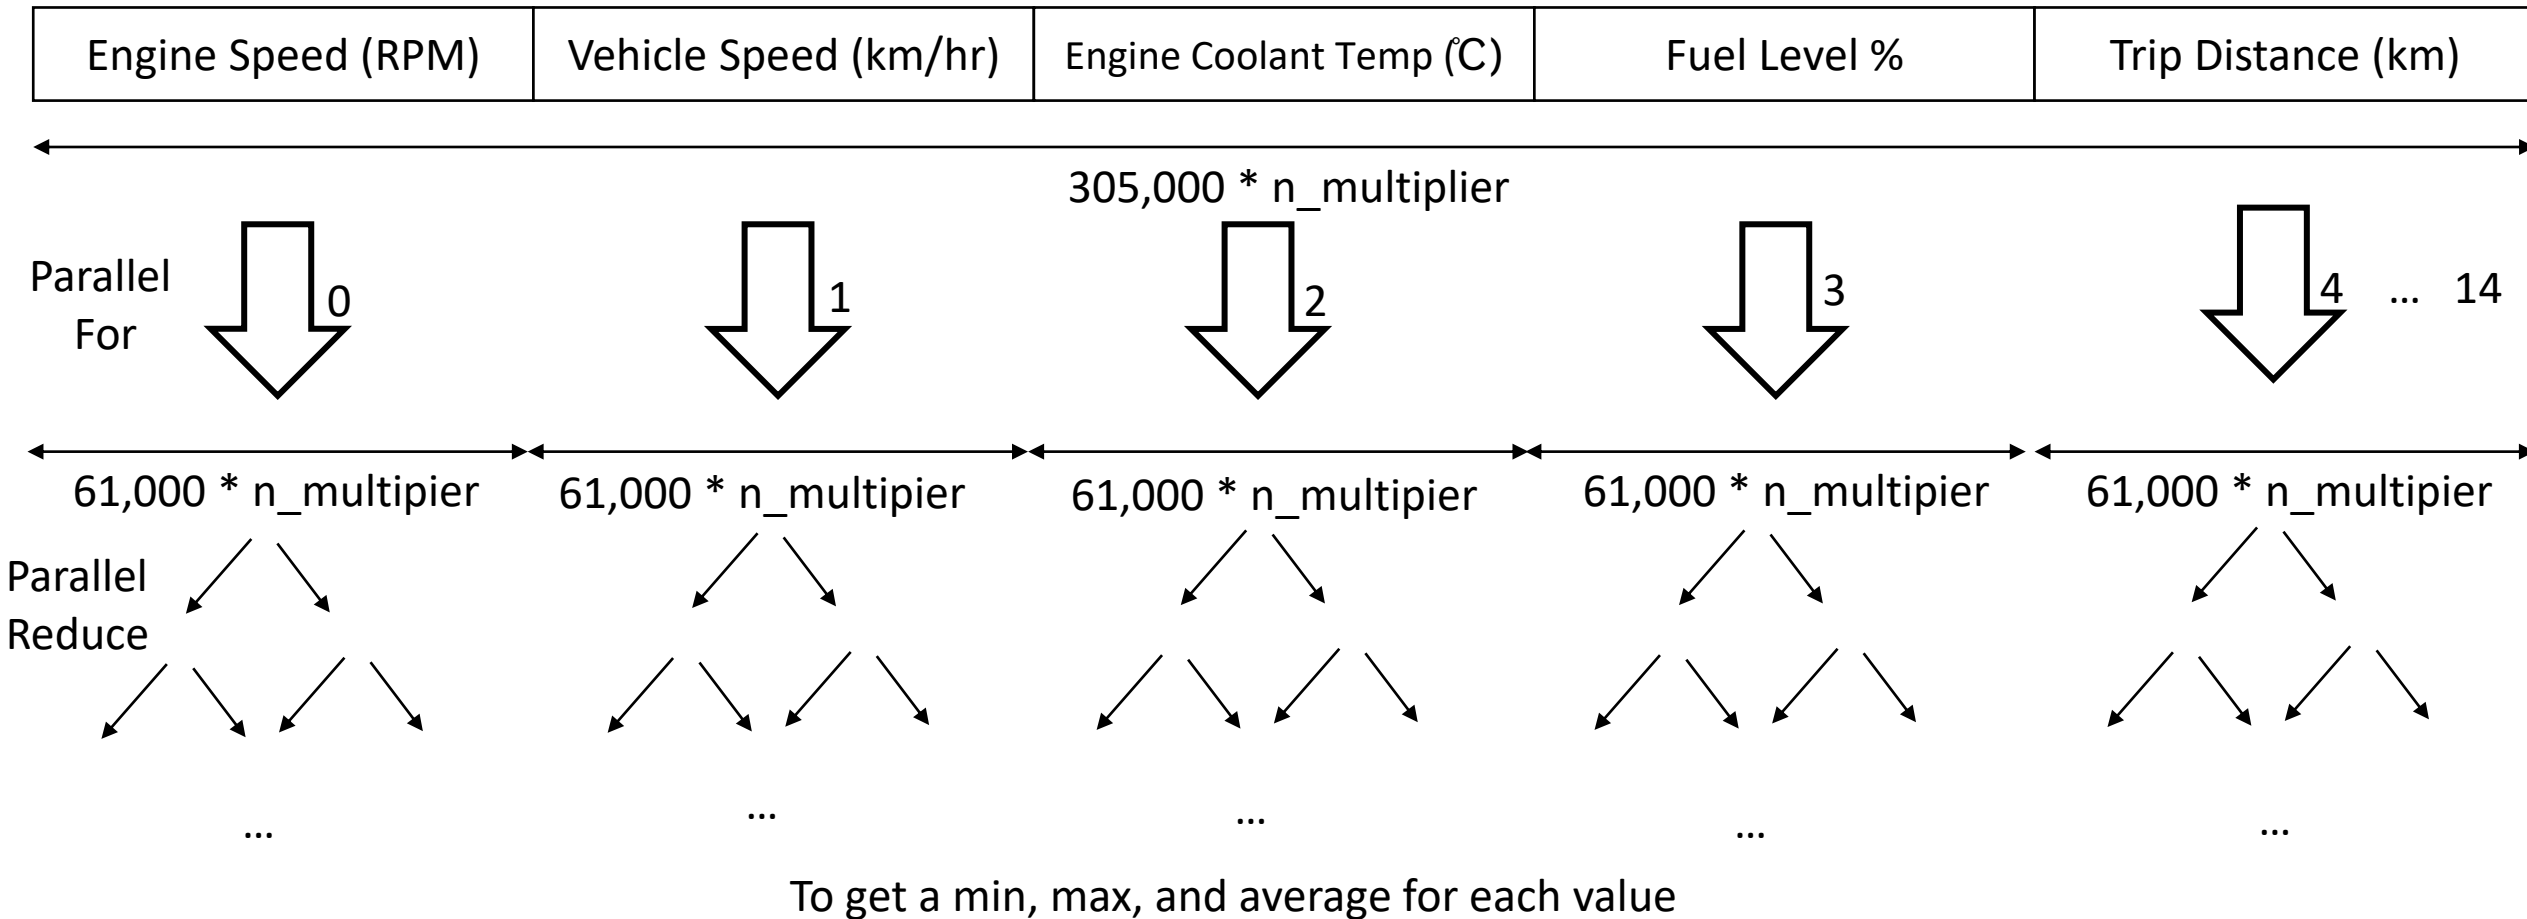 Engine Speed (RPM) Vehicle Speed (km/hr) Engine Coolant Temp (℃) Fuel Level % Trip Distance (km)
305,000 * n_multiplier
Parallel
For
0 1 2 3 4 ... 14
61,000 * n_multipier 61,000 * n_multipier 61,000 * n_multipier 61,000 * n_multipier 61,000 * n_multipier
Parallel
Reduce
... ... ... ... ...
To get a min, max, and average for each value